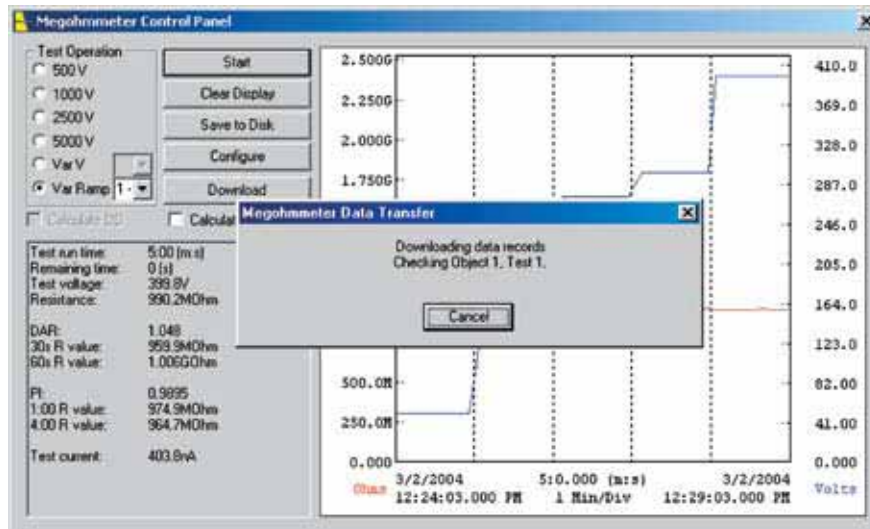 Megohmmeter Control Panel
Test Operation
500 V
1000 V
2500 V
5000 V
Var V
Var Ramp 1 -
Start
Clear Display
Save to Disk
Configure
Download
Calculate DD
Calculat
Test run time: 5:00 (m:s)
Remaining time: 0 (s)
Test voltage: 399.8V
Resistance: 990.2MOhm
DAR: 1.048
30s R value: 959.9MOhm
60s R value: 1.006GOhm
PI: 0.9895
1:00 R value: 974.9MOhm
4:00 R value: 964.7MOhm
Test current: 403.8nA
Megohmmeter Data Transfer
Downloading data records
Checking Object 1, Test 1.
Cancel
2.500G
2.250G
2.000G
1.750G
500.0M
250.0M
0.000
410.0
369.0
328.0
287.0
246.0
205.0
164.0
123.0
82.00
41.00
0.000
Ohms
3/2/2004 5:0.000 (m:s) 3/2/2004
12:24:03.000 PM 1 Min/Div 12:29:03.000 PM
Volts